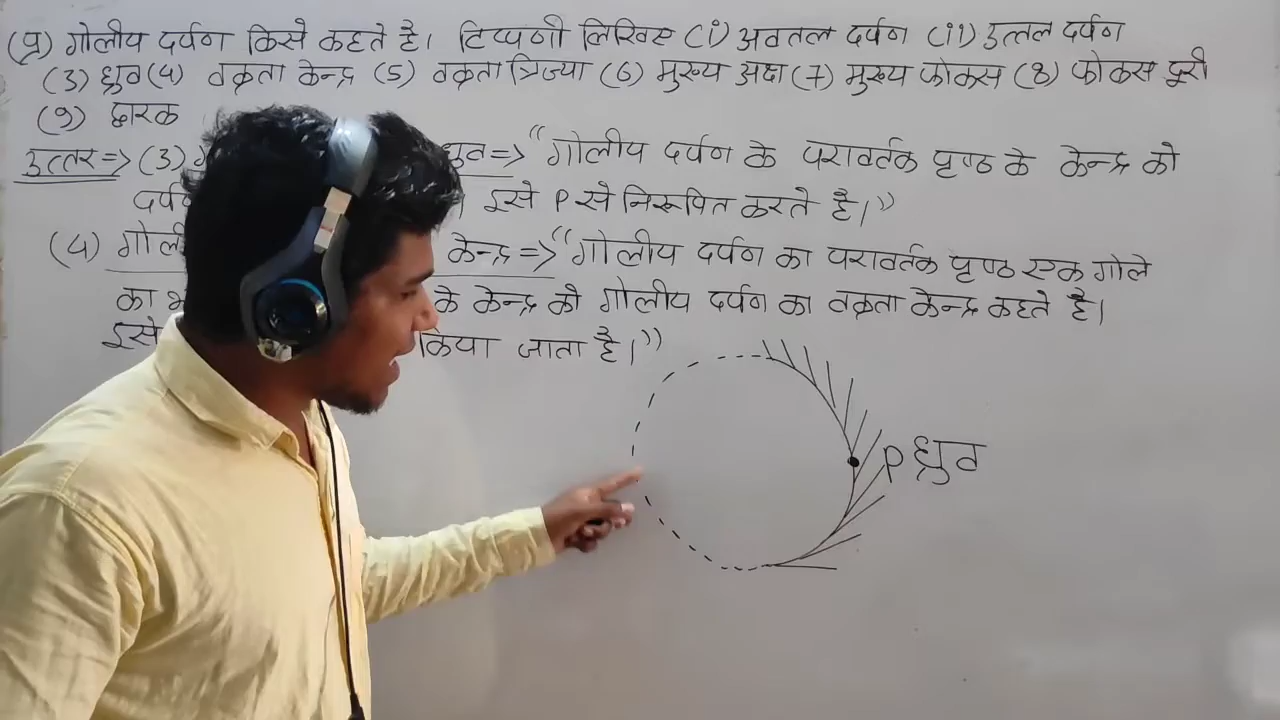 (प्र) गोलीय दर्पण किसे कहते है। टिप्पणी लिखिए (i) अवतल दर्पण (ii) उत्तल दर्पण
(3) ध्रुव (4) वक्रता केन्द्र (5) वक्रता त्रिज्या (6) मुख्य अक्ष (7) मुख्य फोकस (8) फोकस दूरी
(9) द्वारक
उत्तर=> (3) ध्रुव=> “गोलीय दर्पण के परावर्तक पृष्ठ के केन्द्र को
इसे P से निरूपित करते है।”
(4) केन्द्र=> “गोलीय दर्पण का परावर्तक पृष्ठ एक गोले
का के केन्द्र को गोलीय दर्पण का वक्रता केन्द्र कहते है।
इसे किया जाता है।”
P ध्रुव